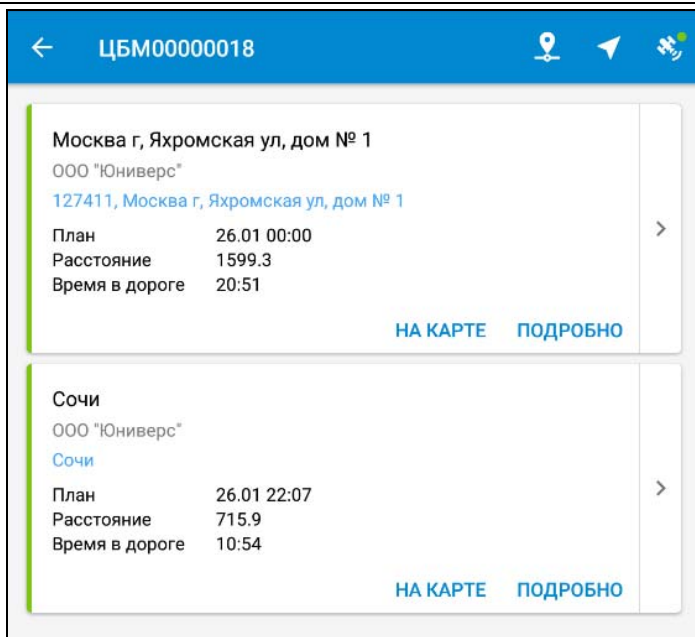 ЦБМ00000018
Москва г, Яхромская ул, дом № 1
ООО "Юниверс"
127411, Москва г, Яхромская ул, дом № 1
План 26.01 00:00
Расстояние 1599.3
Время в дороге 20:51
НА КАРТЕ ПОДРОБНО
Сочи
ООО "Юниверс"
Сочи
План 26.01 22:07
Расстояние 715.9
Время в дороге 10:54
НА КАРТЕ ПОДРОБНО